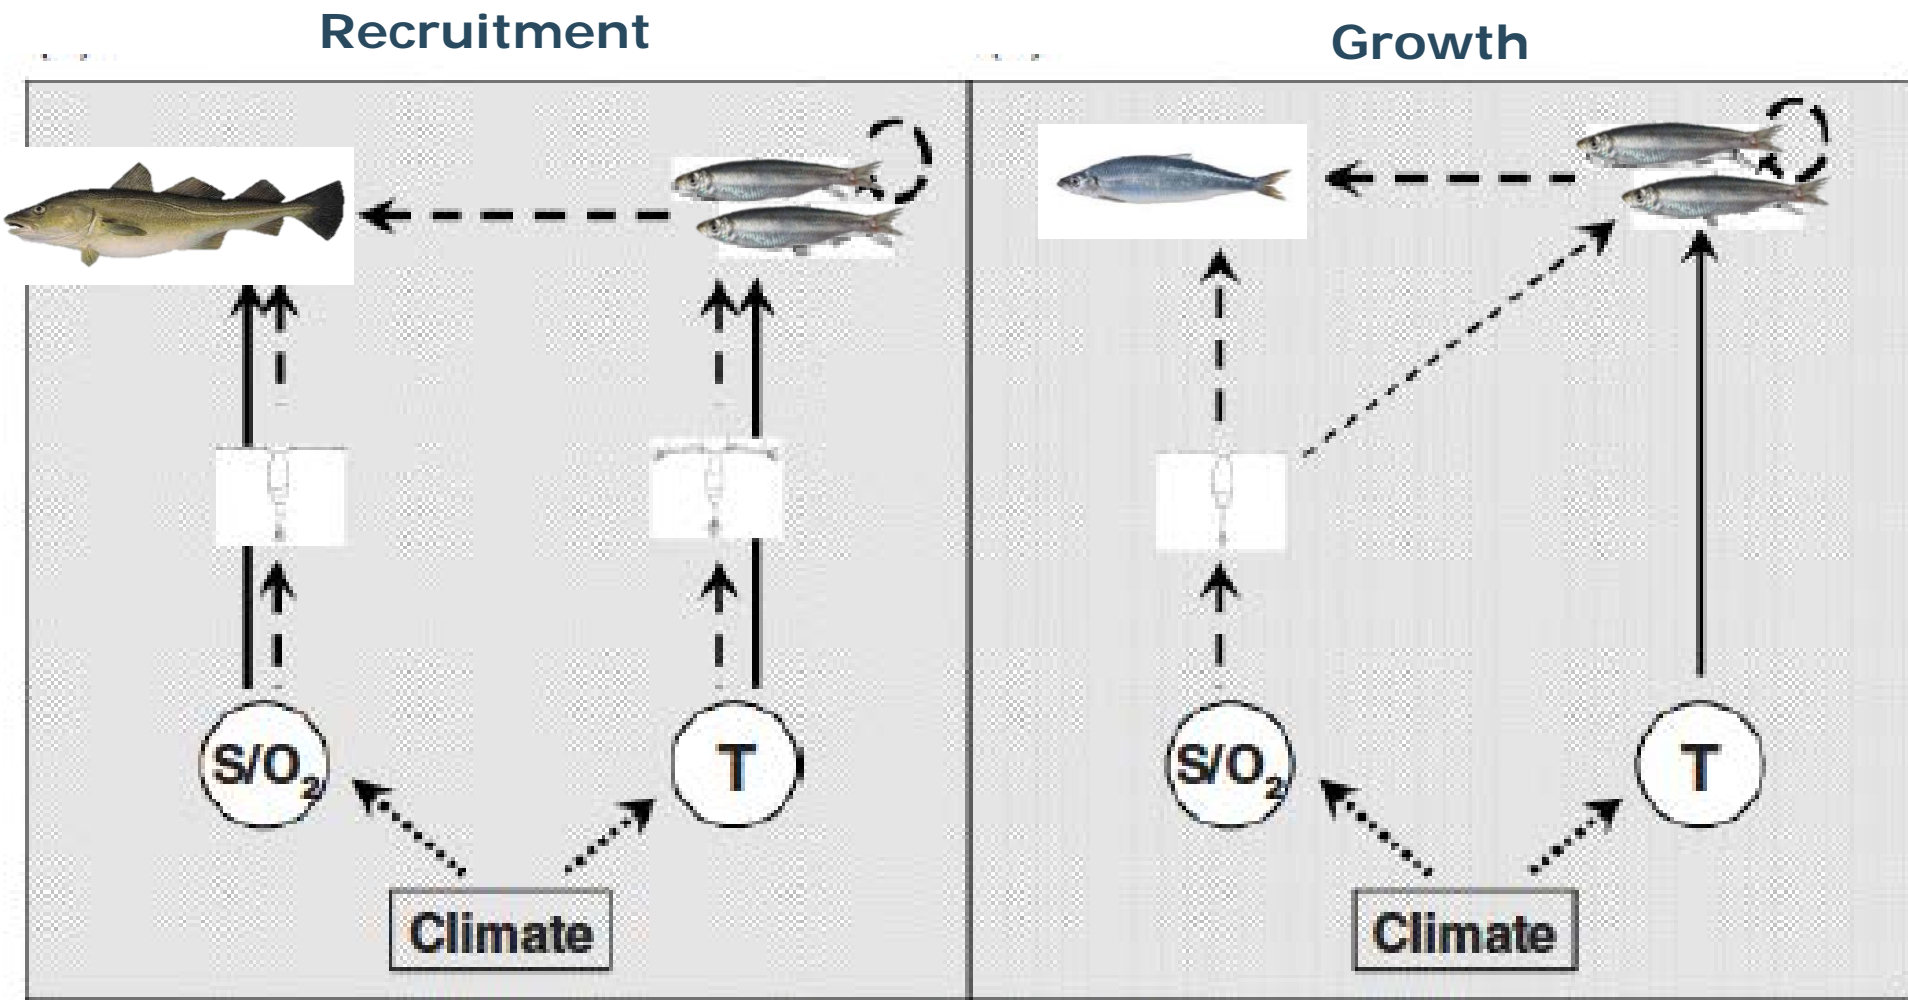 Recruitment
Growth
S/O₂
T
S/O₂
T
Climate
Climate